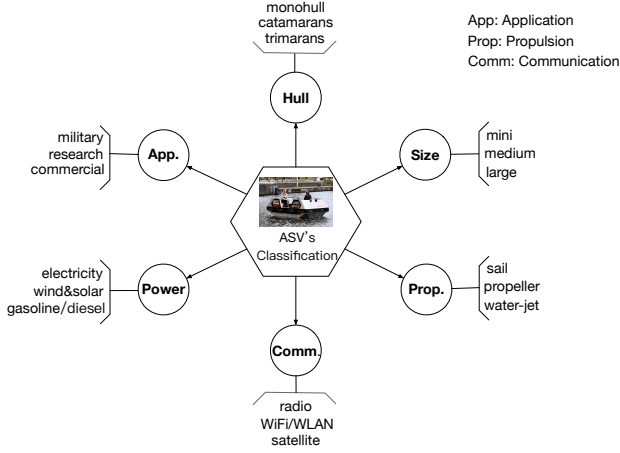 monohull
catamarans
trimarans
App: Application
Prop: Propulsion
Comm: Communication
Hull
military
research
commercial
App.
Size
mini
medium
large
ASV's
Classification
electricity
wind&solar
gasoline/diesel
Power
Prop.
sail
propeller
water-jet
Comm.
radio
WiFi/WLAN
satellite